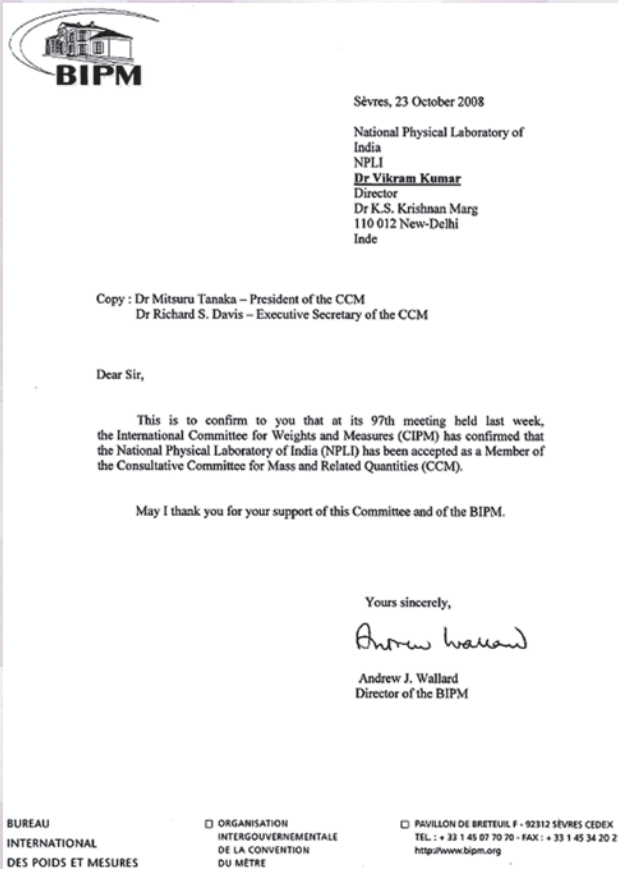 BIPM
Sèvres, 23 October 2008
National Physical Laboratory of
India
NPLI
Dr Vikram Kumar
Director
Dr K.S. Krishnan Marg
110 012 New-Delhi
Inde
Copy : Dr Mitsuru Tanaka – President of the CCM
Dr Richard S. Davis – Executive Secretary of the CCM
Dear Sir,
This is to confirm to you that at its 97th meeting held last week,
the International Committee for Weights and Measures (CIPM) has confirmed that
the National Physical Laboratory of India (NPLI) has been accepted as a Member of
the Consultative Committee for Mass and Related Quantities (CCM).
May I thank you for your support of this Committee and of the BIPM.
Yours sincerely,
Andrew Wallard
Andrew J. Wallard
Director of the BIPM
BUREAU
INTERNATIONAL
DES POIDS ET MESURES
ORGANISATION
INTERGOUVERNEMENTALE
DE LA CONVENTION
DU MÈTRE
PAVILLON DE BRETEUIL F - 92312 SÈVRES CEDEX
TEL. : + 33 1 45 07 70 70 - FAX : + 33 1 45 34 20 2
http://www.bipm.org